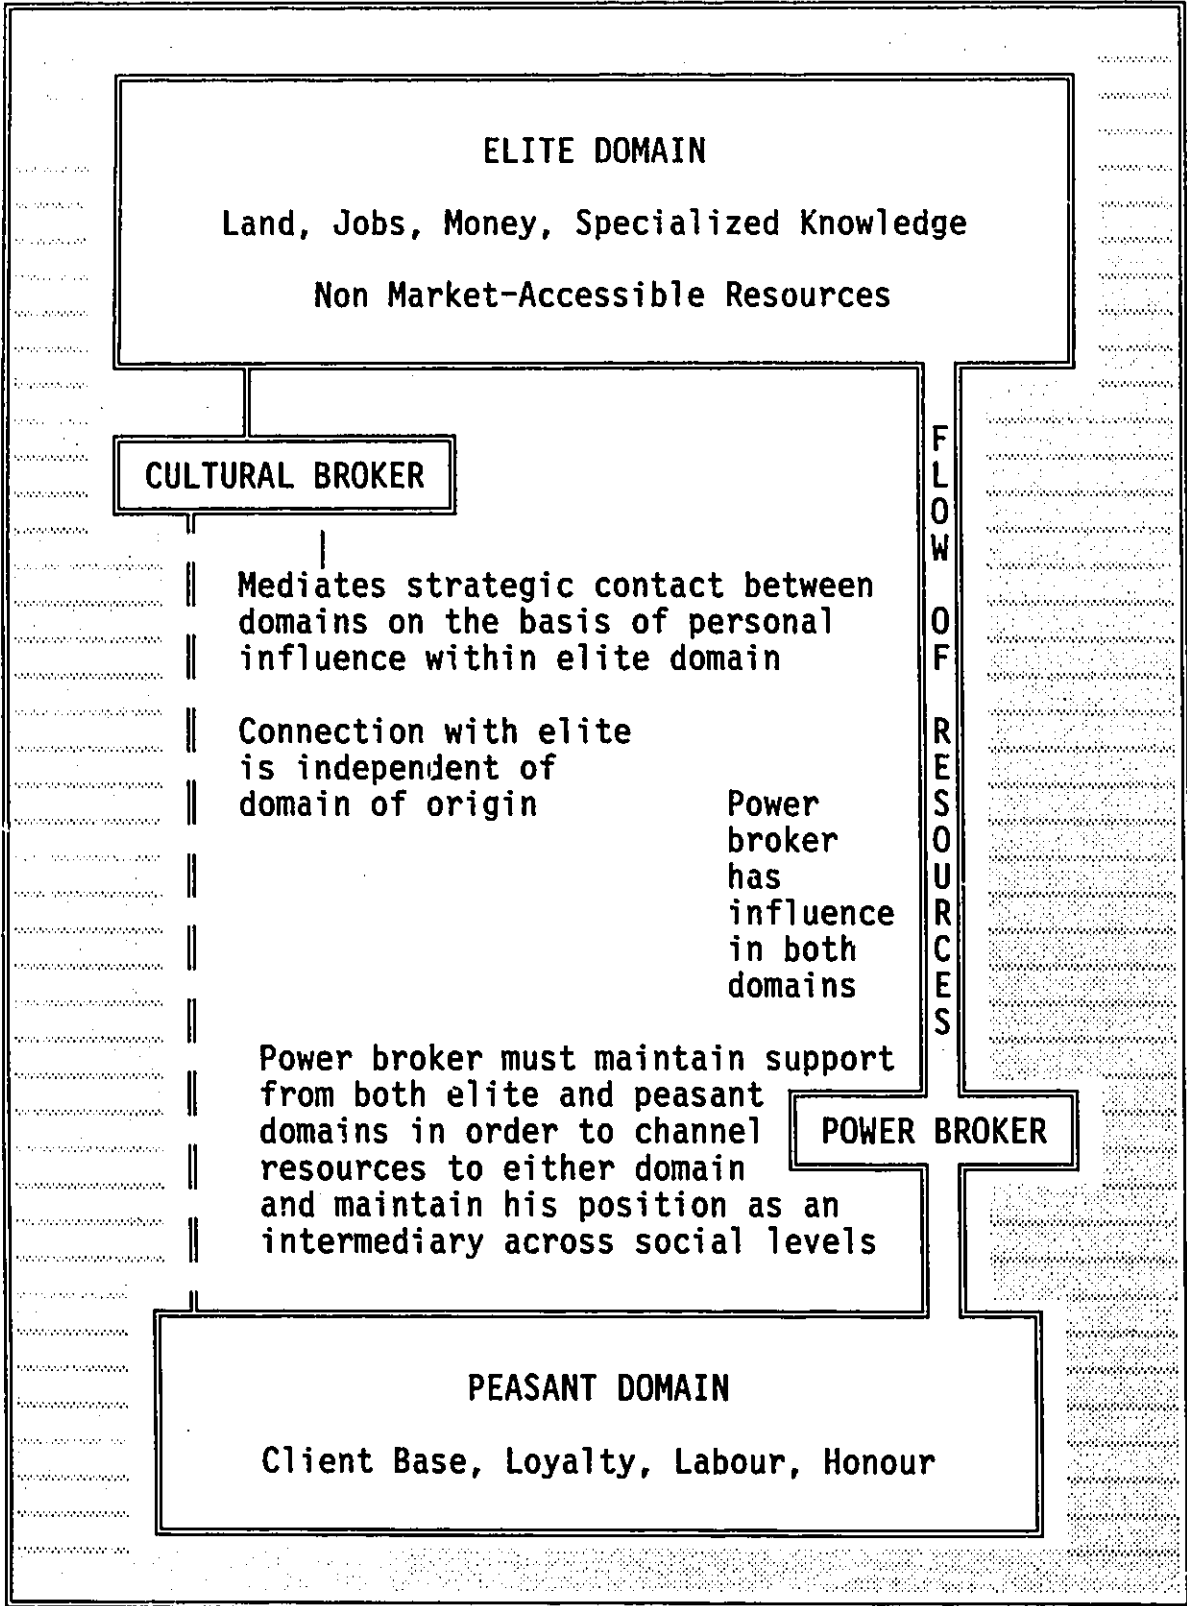 ELITE DOMAIN
Land, Jobs, Money, Specialized Knowledge
Non Market-Accessible Resources
CULTURAL BROKER
Mediates strategic contact between
domains on the basis of personal
influence within elite domain
Connection with elite
is independent of
domain of origin
Power
broker
has
influence
in both
domains
FLOW OF RESOURCES
Power broker must maintain support
from both elite and peasant
domains in order to channel
resources to either domain
and maintain his position as an
intermediary across social levels
POWER BROKER
PEASANT DOMAIN
Client Base, Loyalty, Labour, Honour